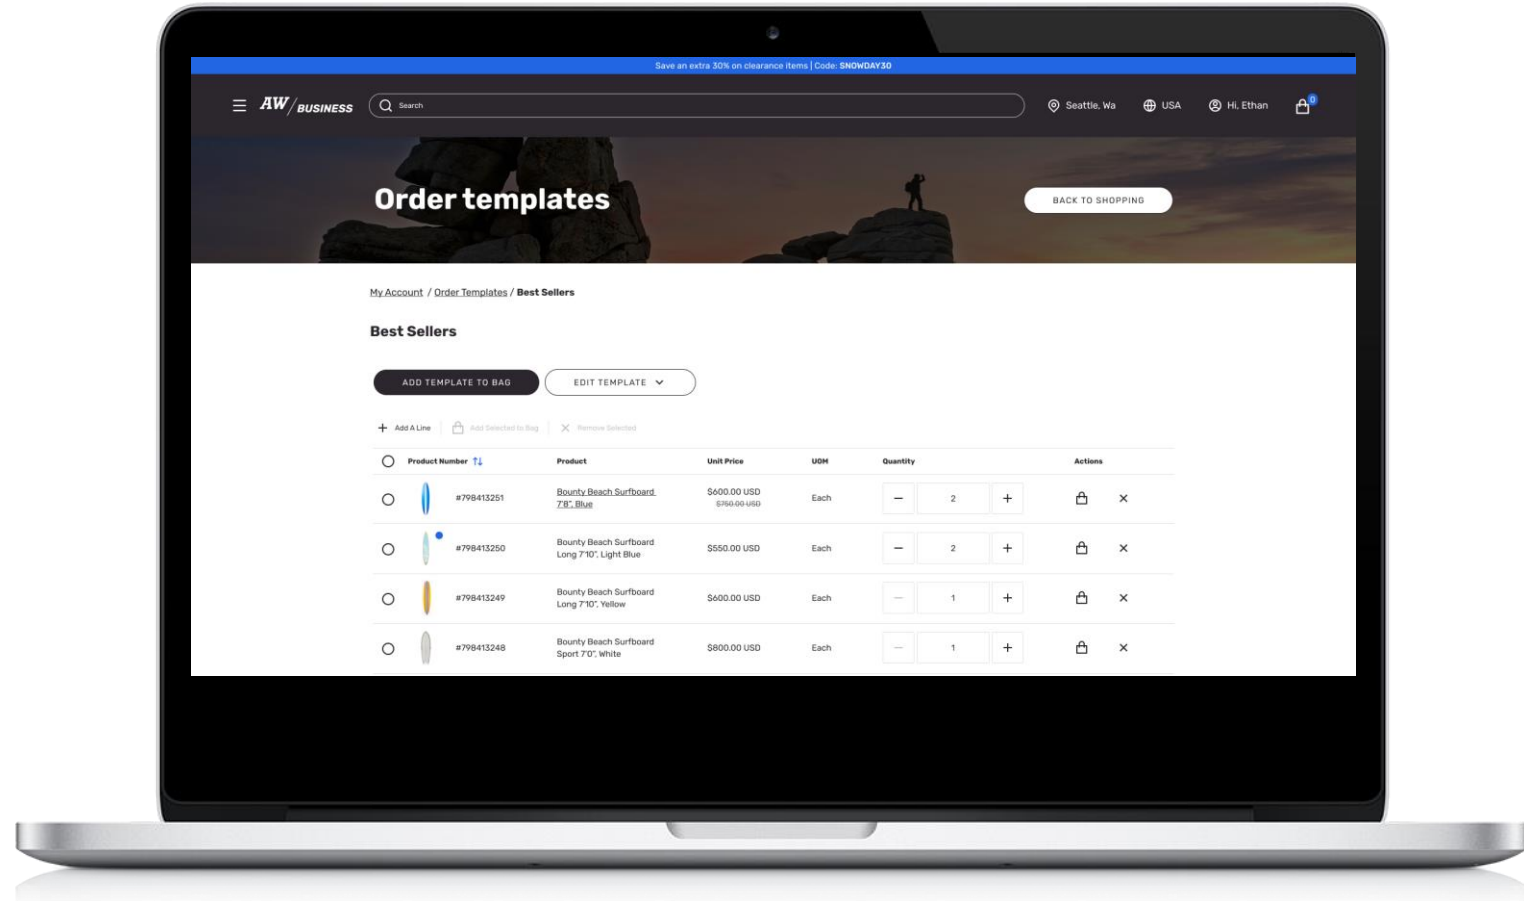 Save an extra 30% on clearance items | Code: SNOWDAY30
AW/BUSINESS Search Seattle, Wa USA Hi, Ethan 0
Order templates
BACK TO SHOPPING
My Account / Order Templates / Best Sellers
Best Sellers
ADD TEMPLATE TO BAG EDIT TEMPLATE
Add A Line Add Selected to Bag Remove Selected
Product Number Product Unit Price UOM Quantity Actions
#798413251 Bounty Beach Surfboard $600.00 USD Each 2
7'8", Blue $750.00 USD
#798413250 Bounty Beach Surfboard $550.00 USD Each 2
Long 7'10", Light Blue
#798413249 Bounty Beach Surfboard $600.00 USD Each 1
Long 7'10", Yellow
#798413248 Bounty Beach Surfboard $800.00 USD Each 1
Sport 7'0", White